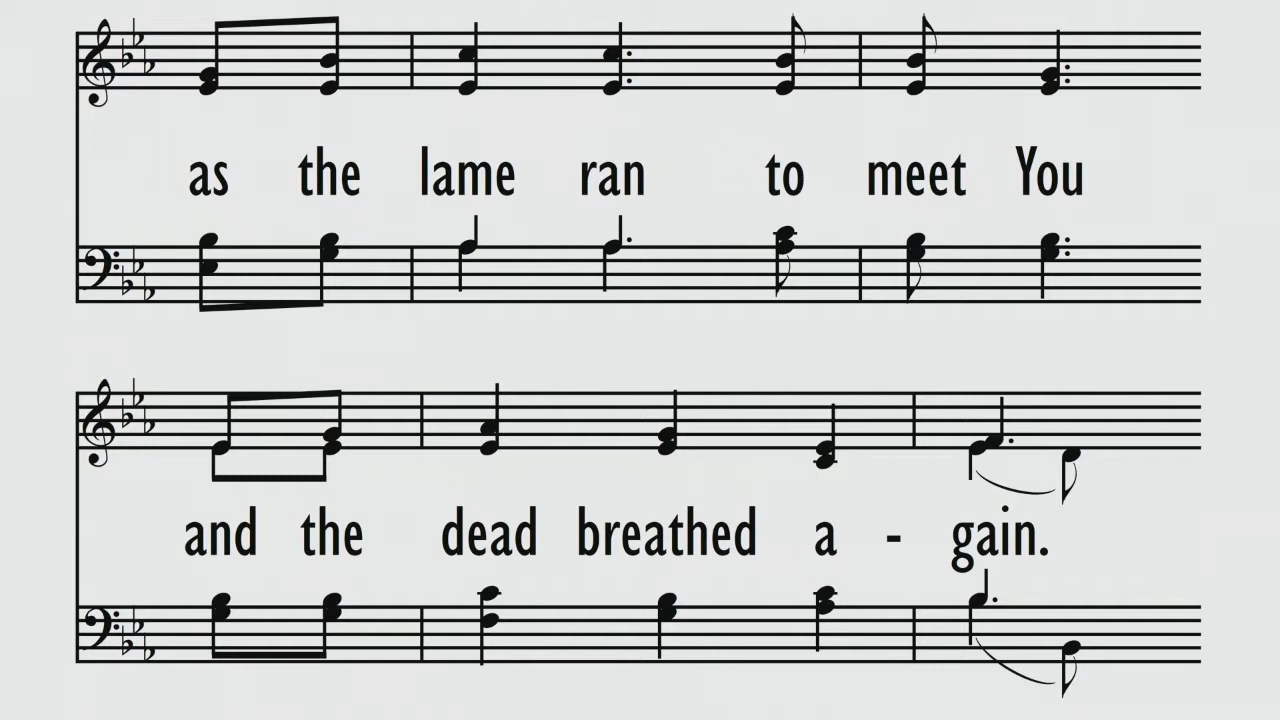 as the lame ran to meet You
and the dead breathed a - gain.